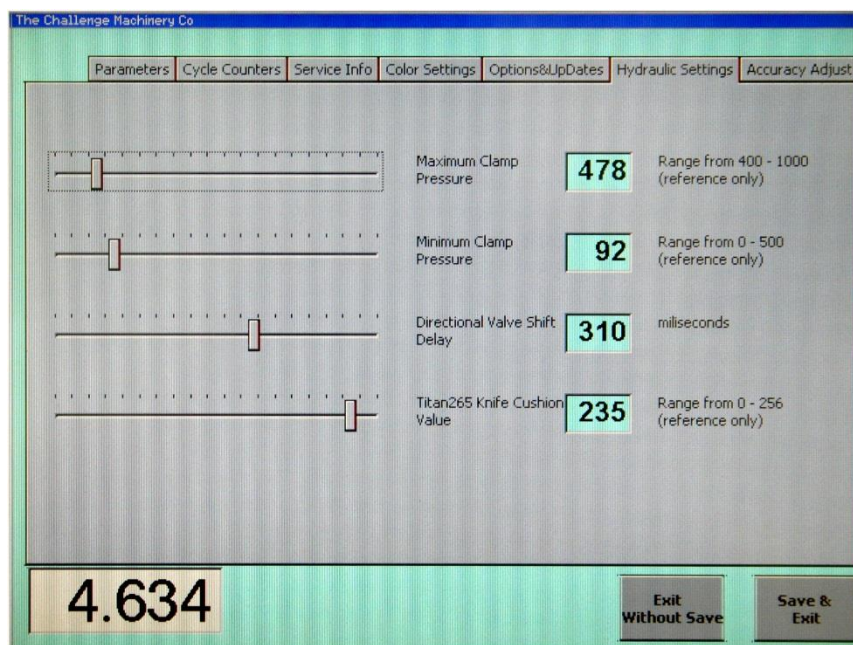 The Challenge Machinery Co
Parameters Cycle Counters Service Info Color Settings Options&UpDates Hydraulic Settings Accuracy Adjust
Maximum Clamp
Pressure
478
Range from 400 - 1000
(reference only)
Minimum Clamp
Pressure
92
Range from 0 - 500
(reference only)
Directional Valve Shift
Delay
310
miliseconds
Titan265 Knife Cushion
Value
235
Range from 0 - 256
(reference only)
4.634
Exit
Without Save
Save &
Exit